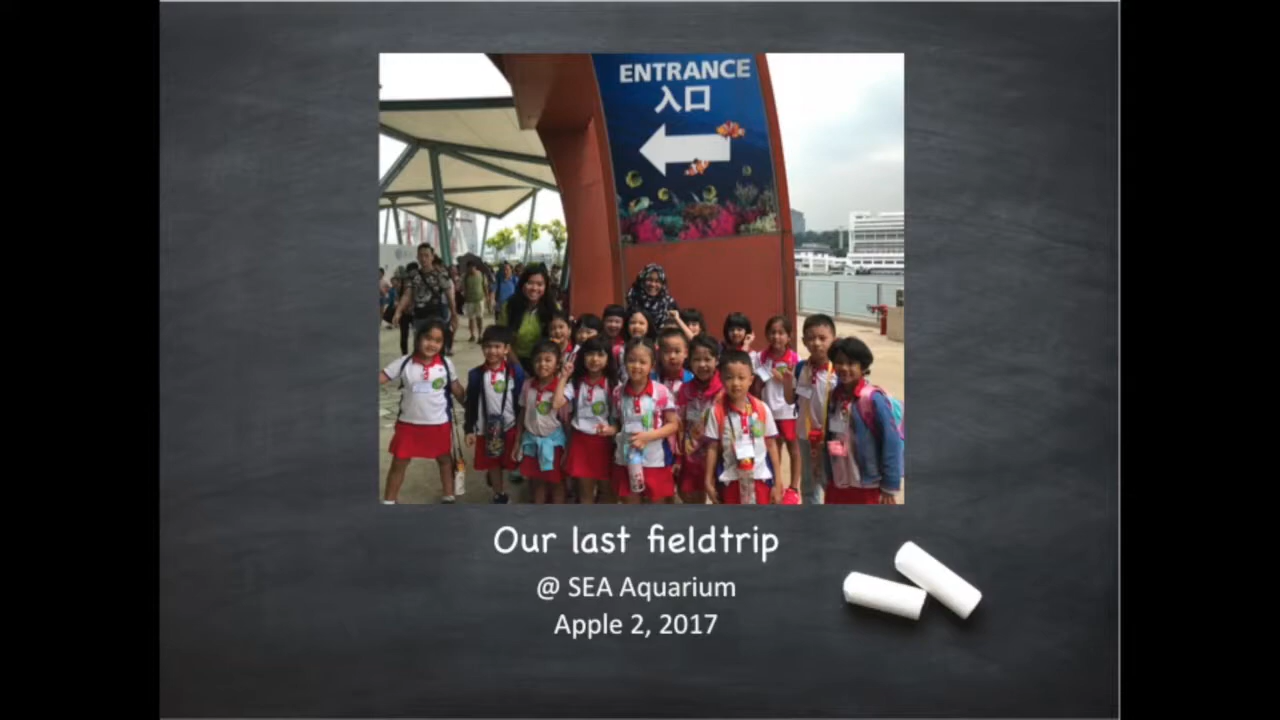 ENTRANCE
入口
Our last fieldtrip
@ SEA Aquarium
Apple 2, 2017